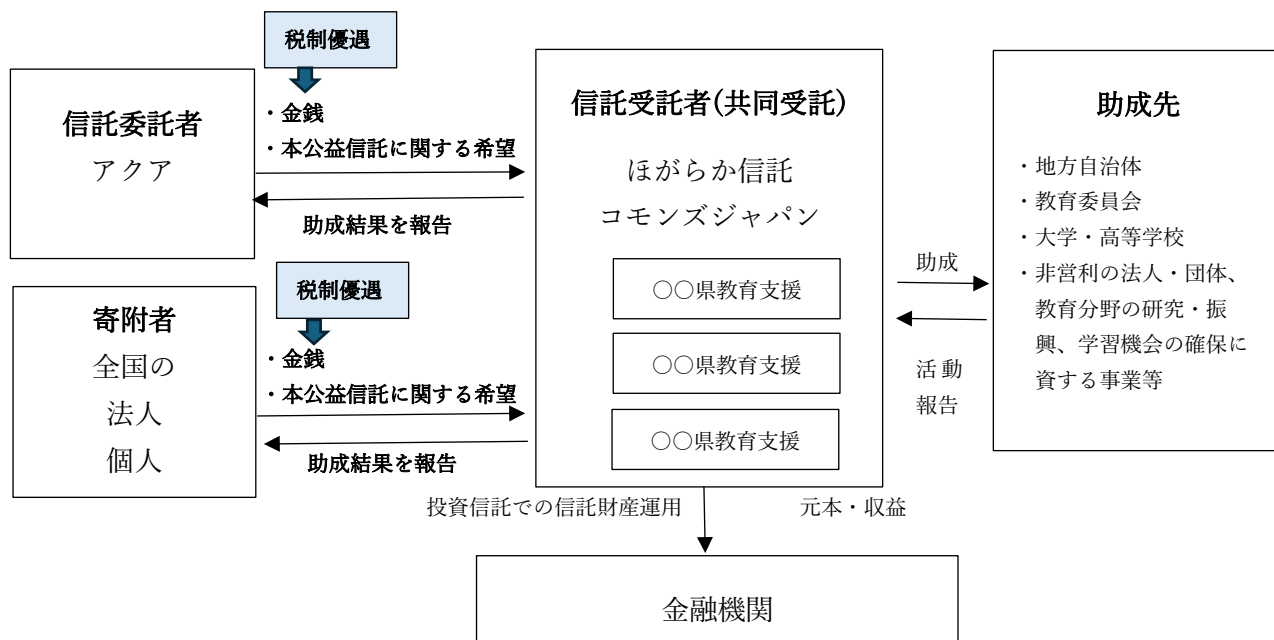 税制優遇
信託委託者
アクア
・金銭
・本公益信託に関する希望
助成結果を報告
税制優遇
寄附者
全国の
法人
個人
・金銭
・本公益信託に関する希望
助成結果を報告
信託受託者(共同受託)
ほがらか信託
コモンズジャパン
○○県教育支援
○○県教育支援
○○県教育支援
助成
活動
報告
助成先
・地方自治体
・教育委員会
・大学・高等学校
・非営利の法人・団体、
教育分野の研究・振
興、学習機会の確保に
資する事業等
投資信託での信託財産運用
元本・収益
金融機関